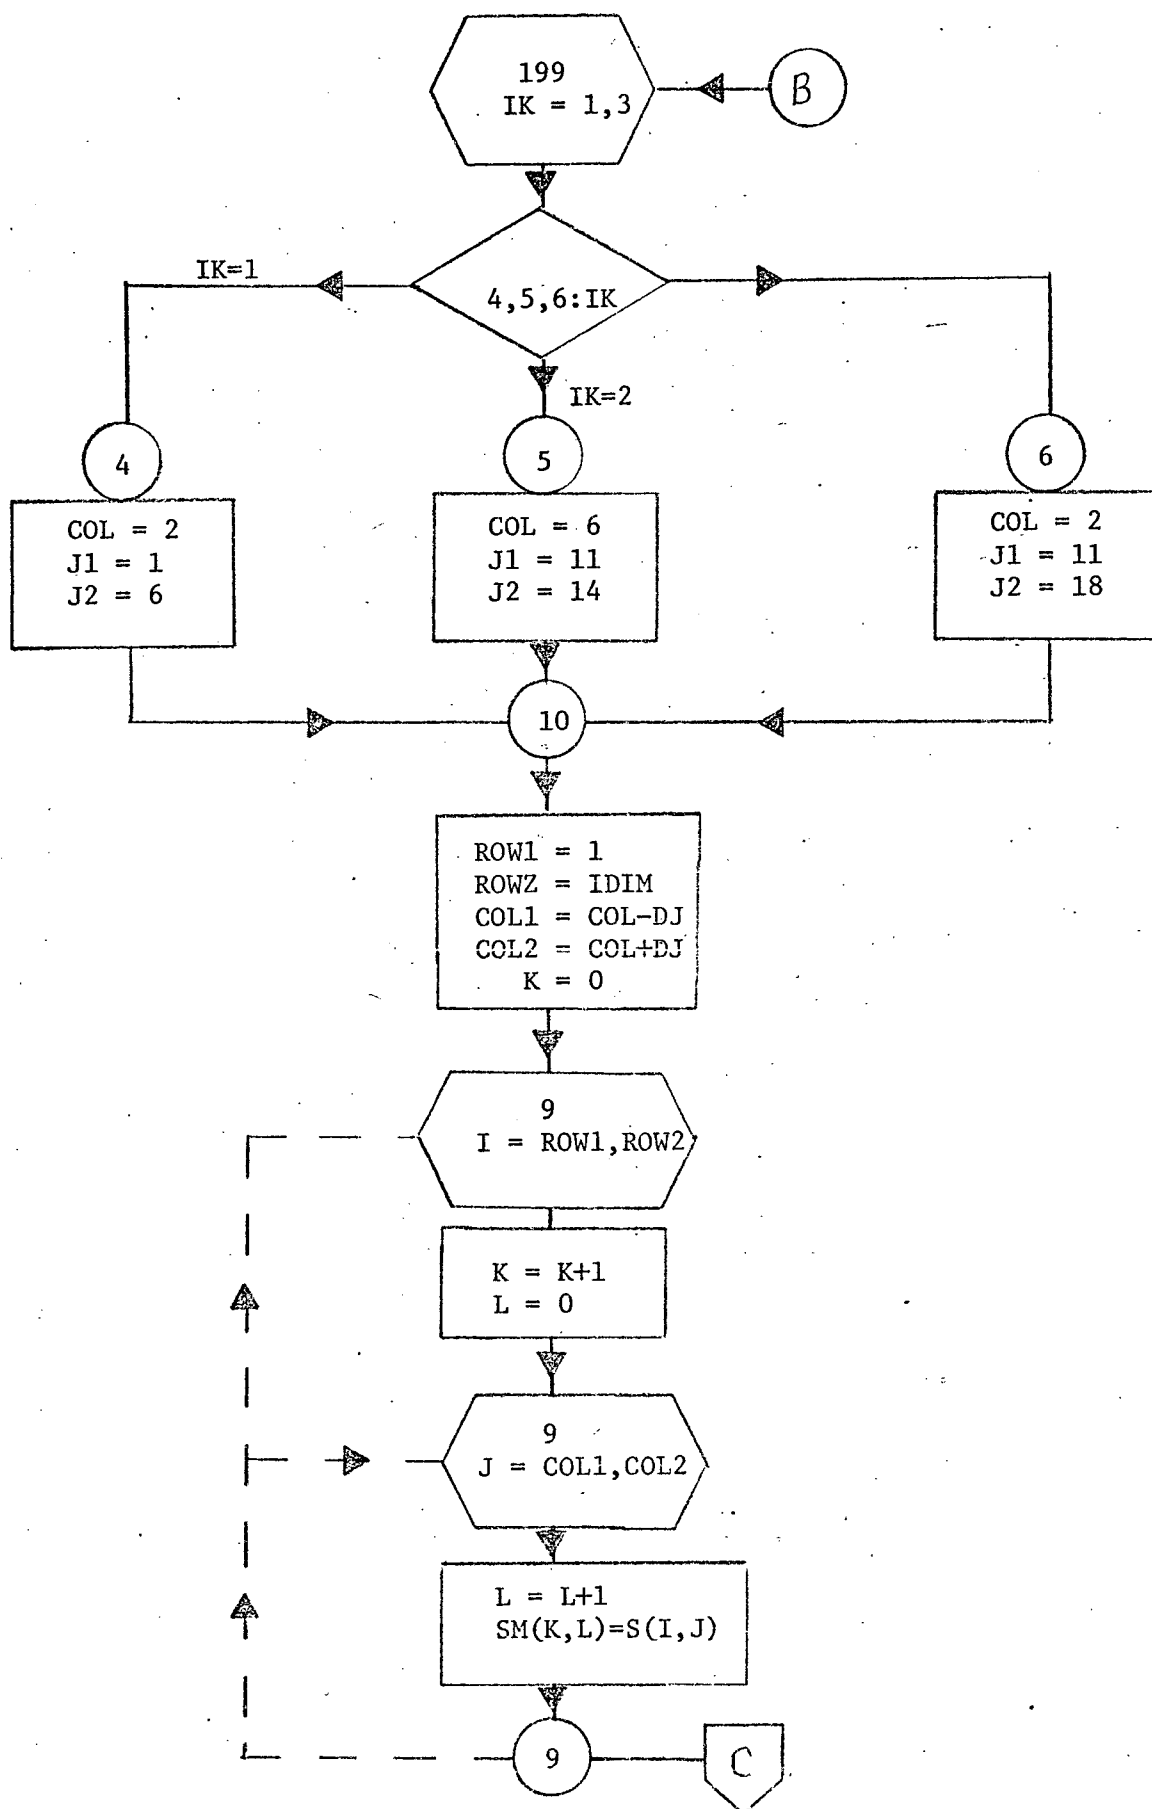 199
IK = 1,3
B
IK=1
4,5,6:IK
IK=2
4
5
6
COL = 2
J1 = 1
J2 = 6
COL = 6
J1 = 11
J2 = 14
COL = 2
J1 = 11
J2 = 18
10
ROW1 = 1
ROWZ = IDIM
COL1 = COL-DJ
COL2 = COL+DJ
K = 0
9
I = ROW1,ROW2
K = K+1
L = 0
9
J = COL1,COL2
L = L+1
SM(K,L)=S(I,J)
9
C